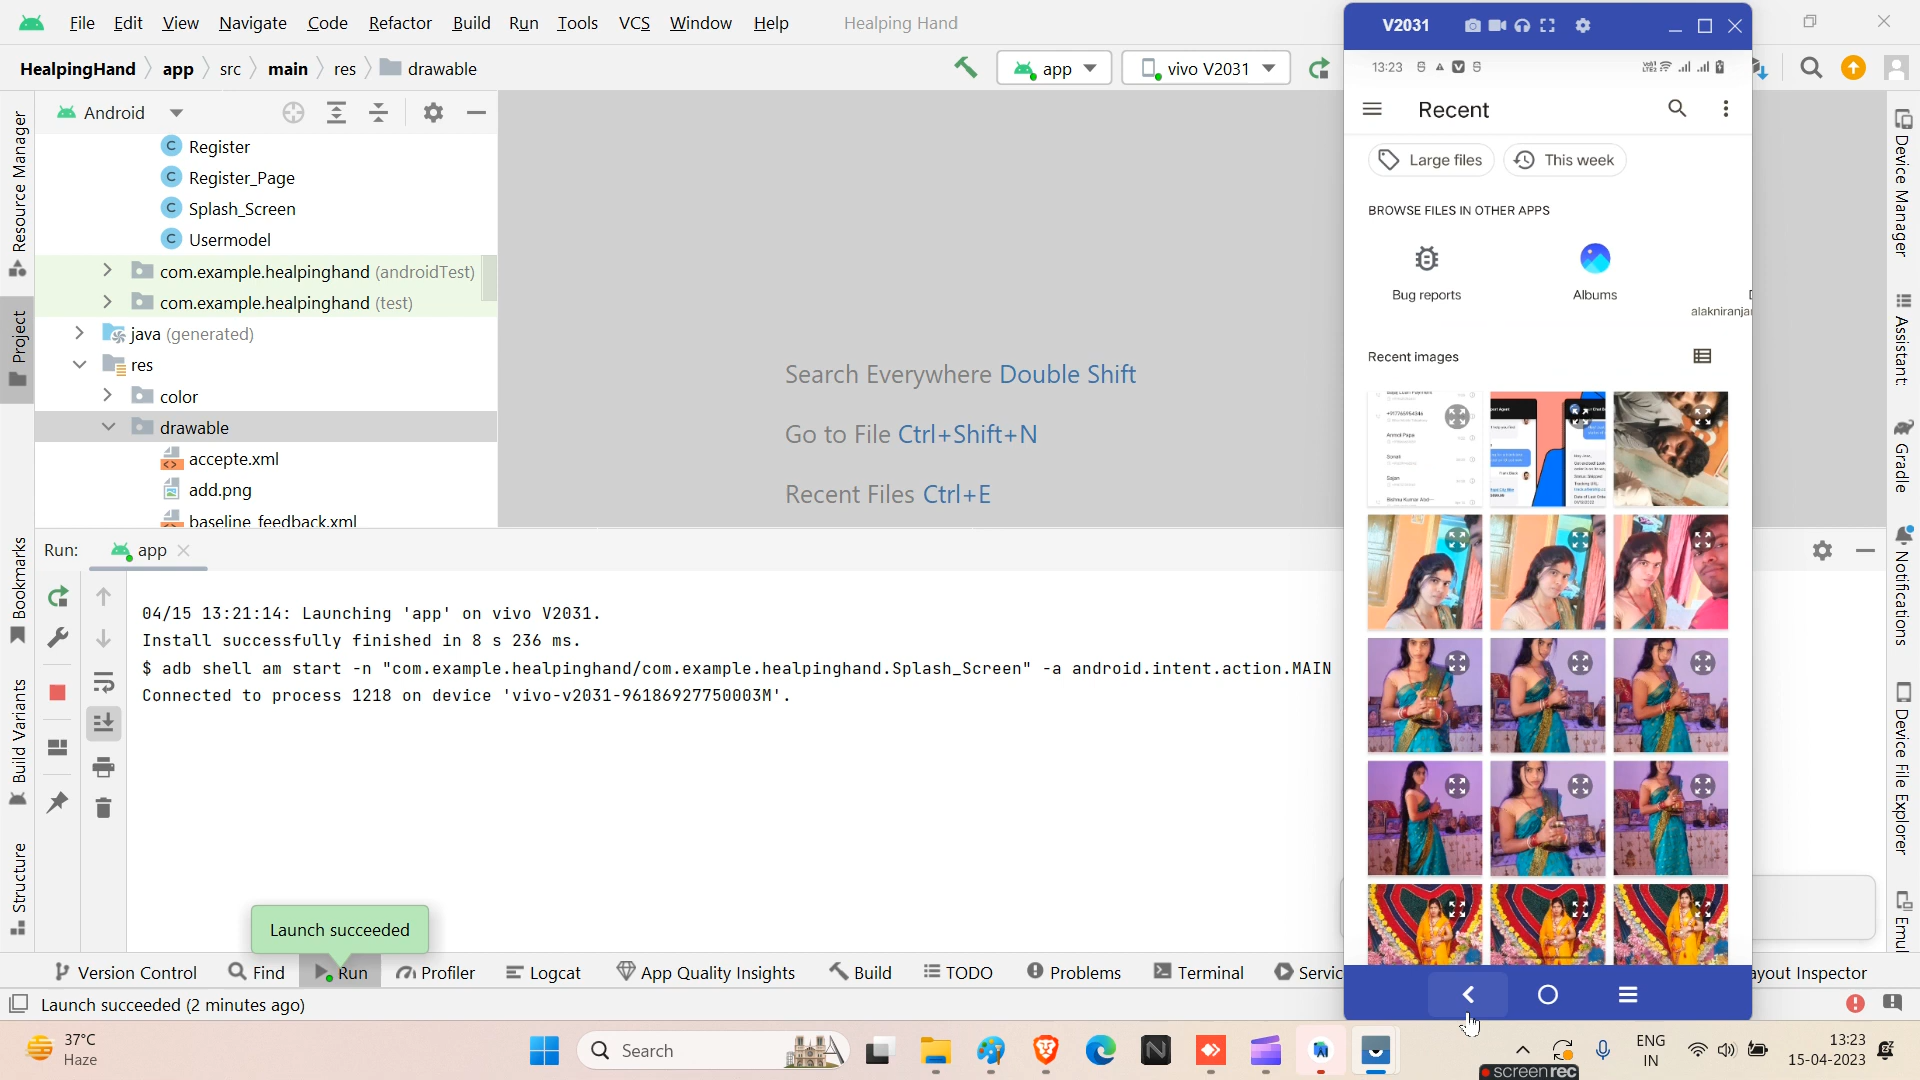 File Edit View Navigate Code Refactor Build Run Tools VCS Window Help Healping Hand
HealpingHand app src main res drawable
app
vivo V2031
Resource Manager
Project
Bookmarks
Build Variants
Structure
Android
Register
Register_Page
Splash_Screen
Usermodel
com.example.healpinghand (androidTest)
com.example.healpinghand (test)
java (generated)
res
color
drawable
accepte.xml
add.png
baseline_feedback.xml
Search Everywhere Double Shift
Go to File Ctrl+Shift+N
Recent Files Ctrl+E
Run: app
04/15 13:21:14: Launching 'app' on vivo V2031.
Install successfully finished in 8 s 236 ms.
$ adb shell am start -n "com.example.healpinghand/com.example.healpinghand.Splash_Screen" -a android.intent.action.MAIN
Connected to process 1218 on device 'vivo-v2031-96186927750003M'.
Launch succeeded
Version Control Find Run Profiler Logcat App Quality Insights Build TODO Problems Terminal Servic
ayout Inspector
Launch succeeded (2 minutes ago)
V2031
13:23
Recent
Large files This week
BROWSE FILES IN OTHER APPS
Bug reports
Albums
alakniranja
Recent images
Anmol Papa
Sonali
Sajan
Device Manager
Assistant:
Gradle
Notifications
Device File Explorer
Emul
37°C
Haze
Search
screenrec
ENG
IN
13:23
15-04-2023